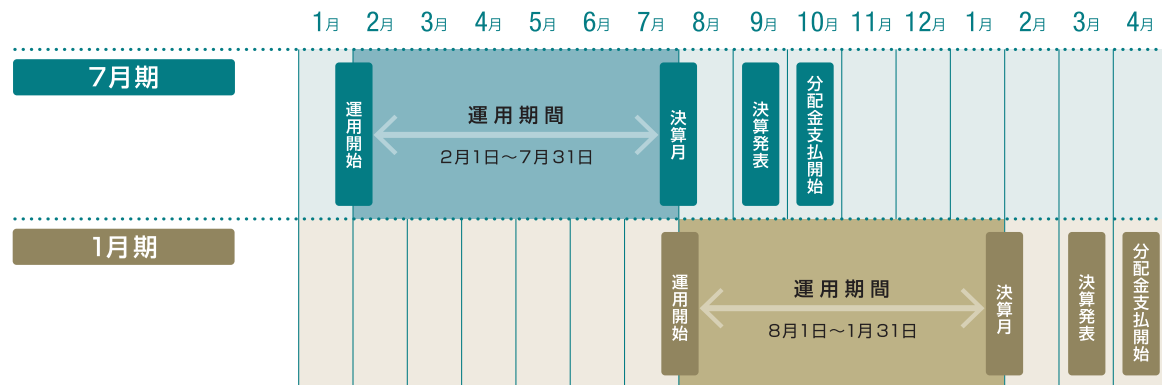 1月 2月 3月 4月 5月 6月 7月 8月 9月 10月 11月 12月 1月 2月 3月 4月
7月期
運用開始
運用期間
2月1日～7月31日
決算月
決算発表
分配金支払開始
1月期
運用開始
運用期間
8月1日～1月31日
決算月
決算発表
分配金支払開始